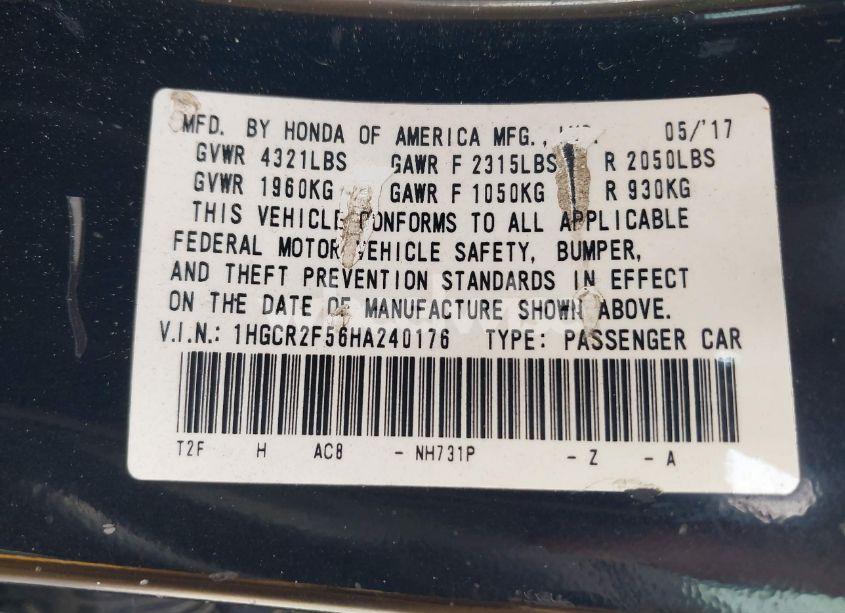 MFD. BY HONDA OF AMERICA MFG., INC. 05/'17
GVWR 4321LBS GAWR F 2315LBS R 2050LBS
GVWR 1960KG GAWR F 1050KG R 930KG
THIS VEHICLE CONFORMS TO ALL APPLICABLE
FEDERAL MOTOR VEHICLE SAFETY, BUMPER,
AND THEFT PREVENTION STANDARDS IN EFFECT
ON THE DATE OF MANUFACTURE SHOWN ABOVE.
V.I.N.: 1HGCR2F56HA240176 TYPE: PASSENGER CAR
T2F H AC8 - NH731P - Z - A